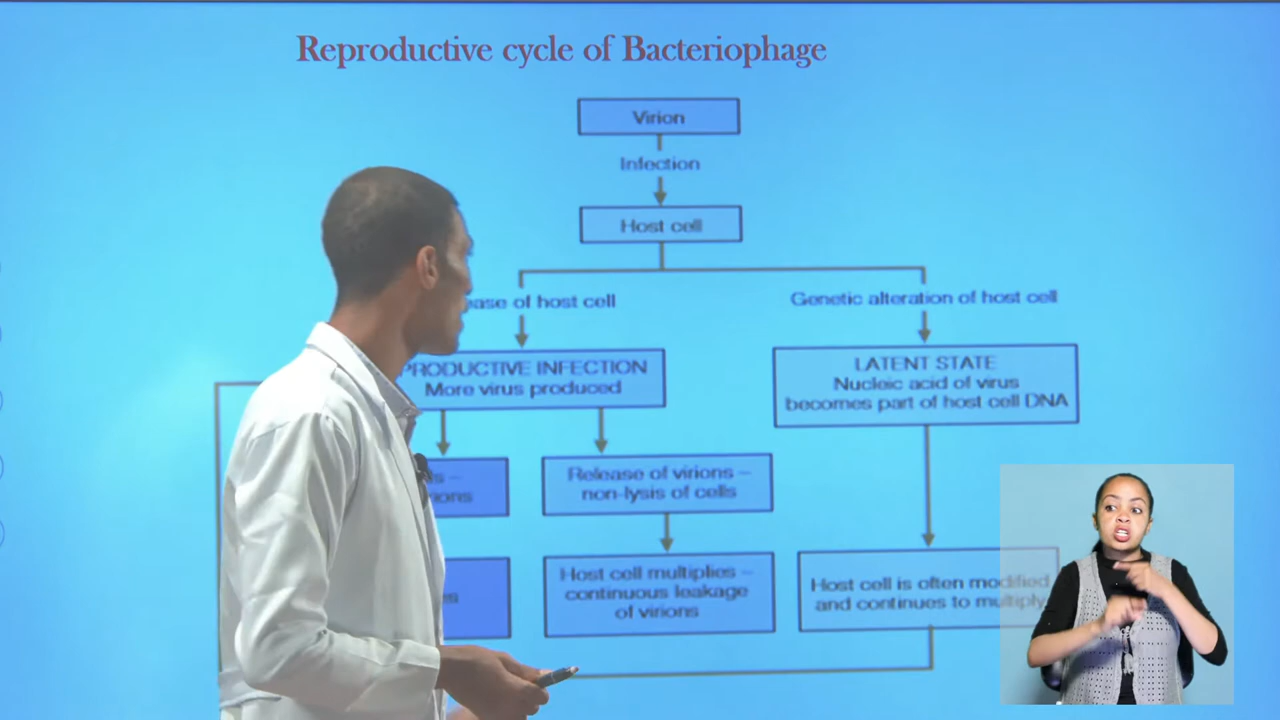 Reproductive cycle of Bacteriophage
Virion
Infection
Host cell
of host cell
Genetic alteration of host cell
PRODUCTIVE INFECTION
More virus produced
LATENT STATE
Nucleic acid of virus
becomes part of host cell DNA
Release of virions –
non-lysis of cells
Host cell multiplies –
continuous leakage
of virions
Host cell is often modified
and continues to multiply